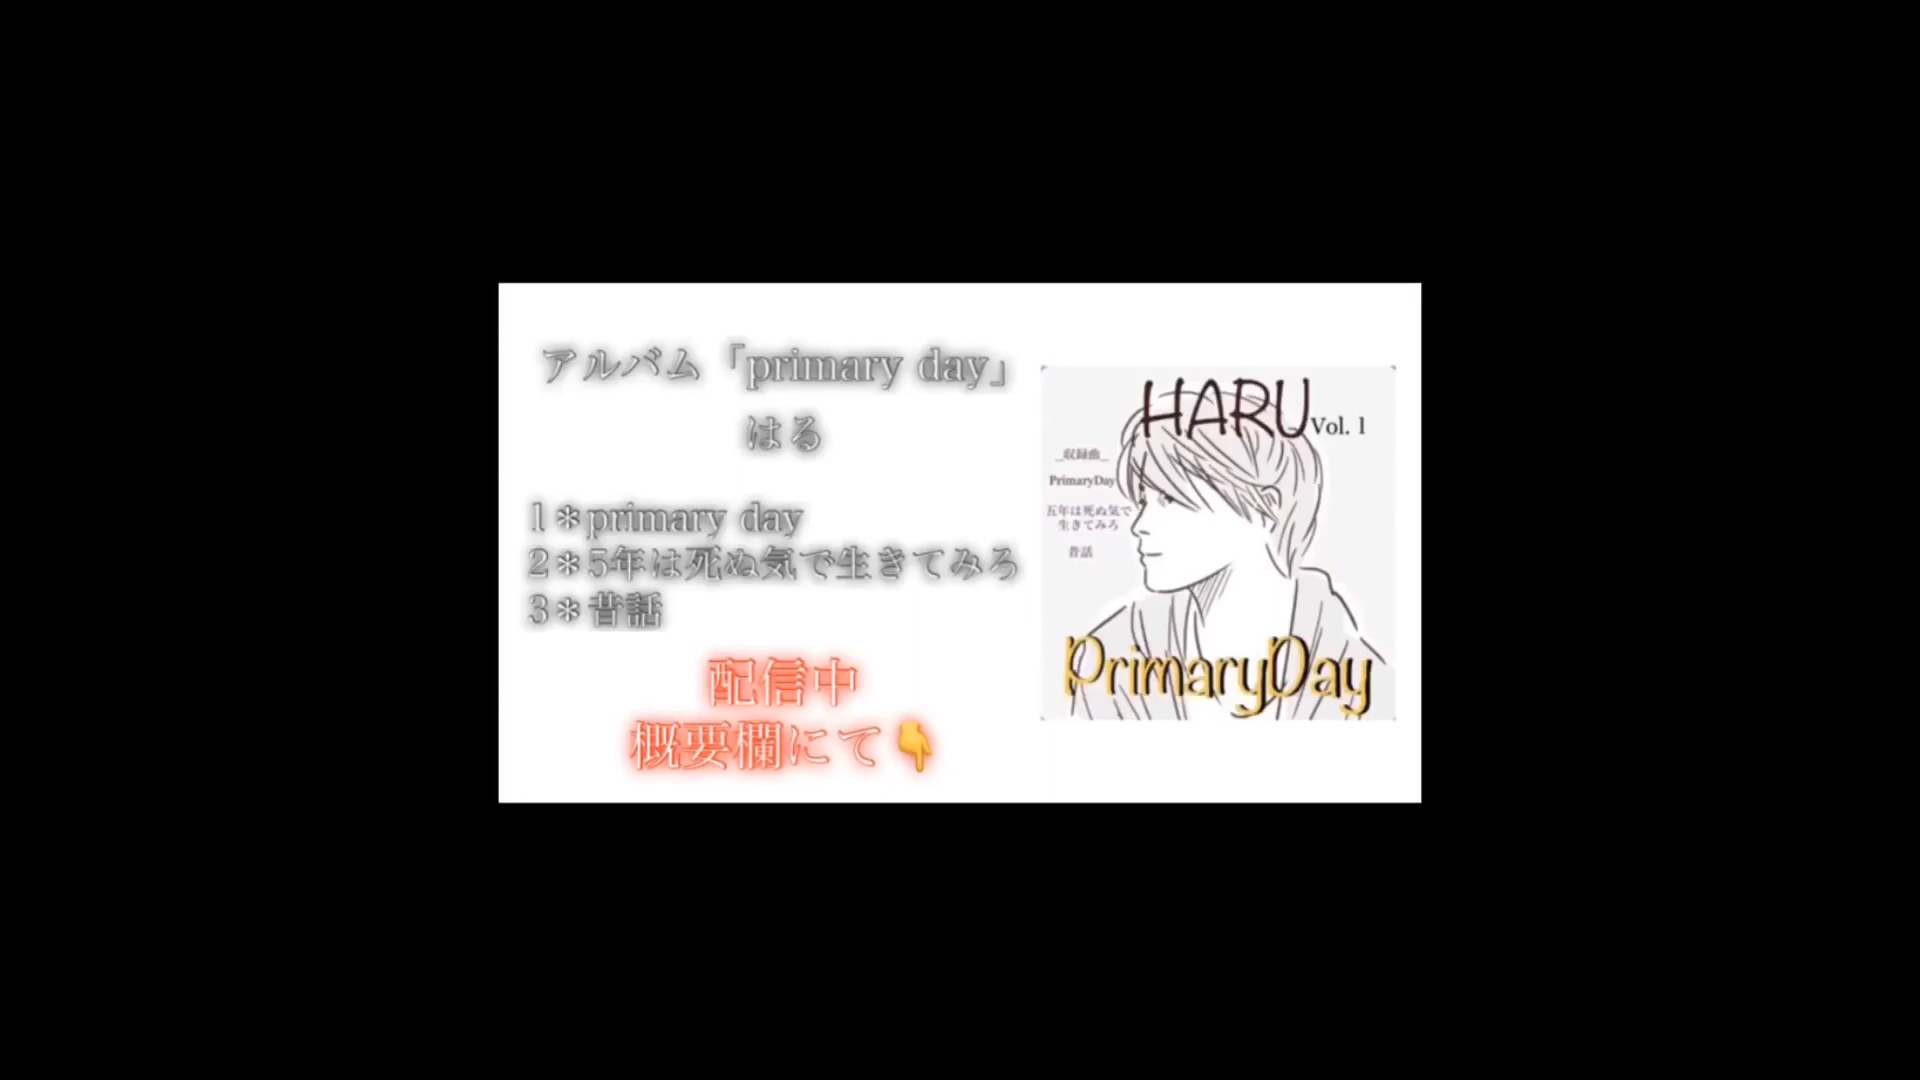 アルバム「primary day」
はる
1＊primary day
2＊5年は死ぬ気で生きてみろ
3＊昔話
配信中
概要欄にて👇
HARU
Vol. 1
_収録曲_
PrimaryDay
五年は死ぬ気で
生きてみろ
昔話
PrimaryDay